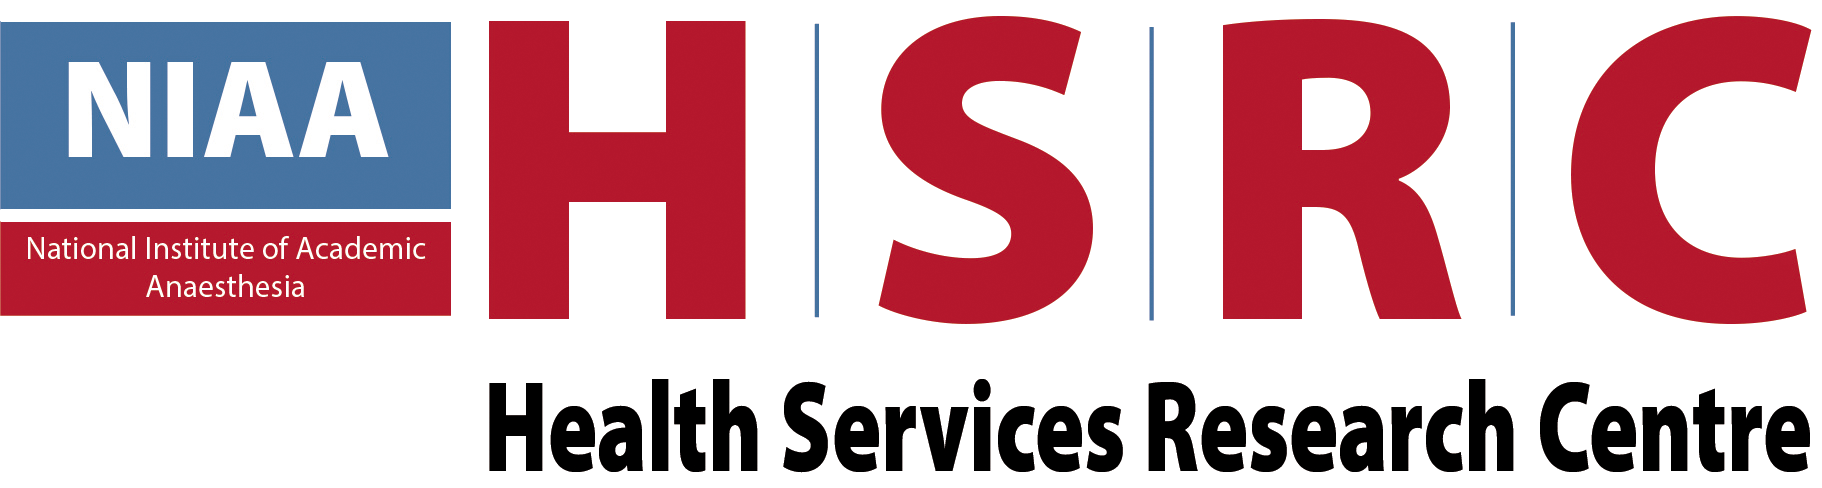 NIAA
National Institute of Academic
Anaesthesia
HSRC
Health Services Research Centre